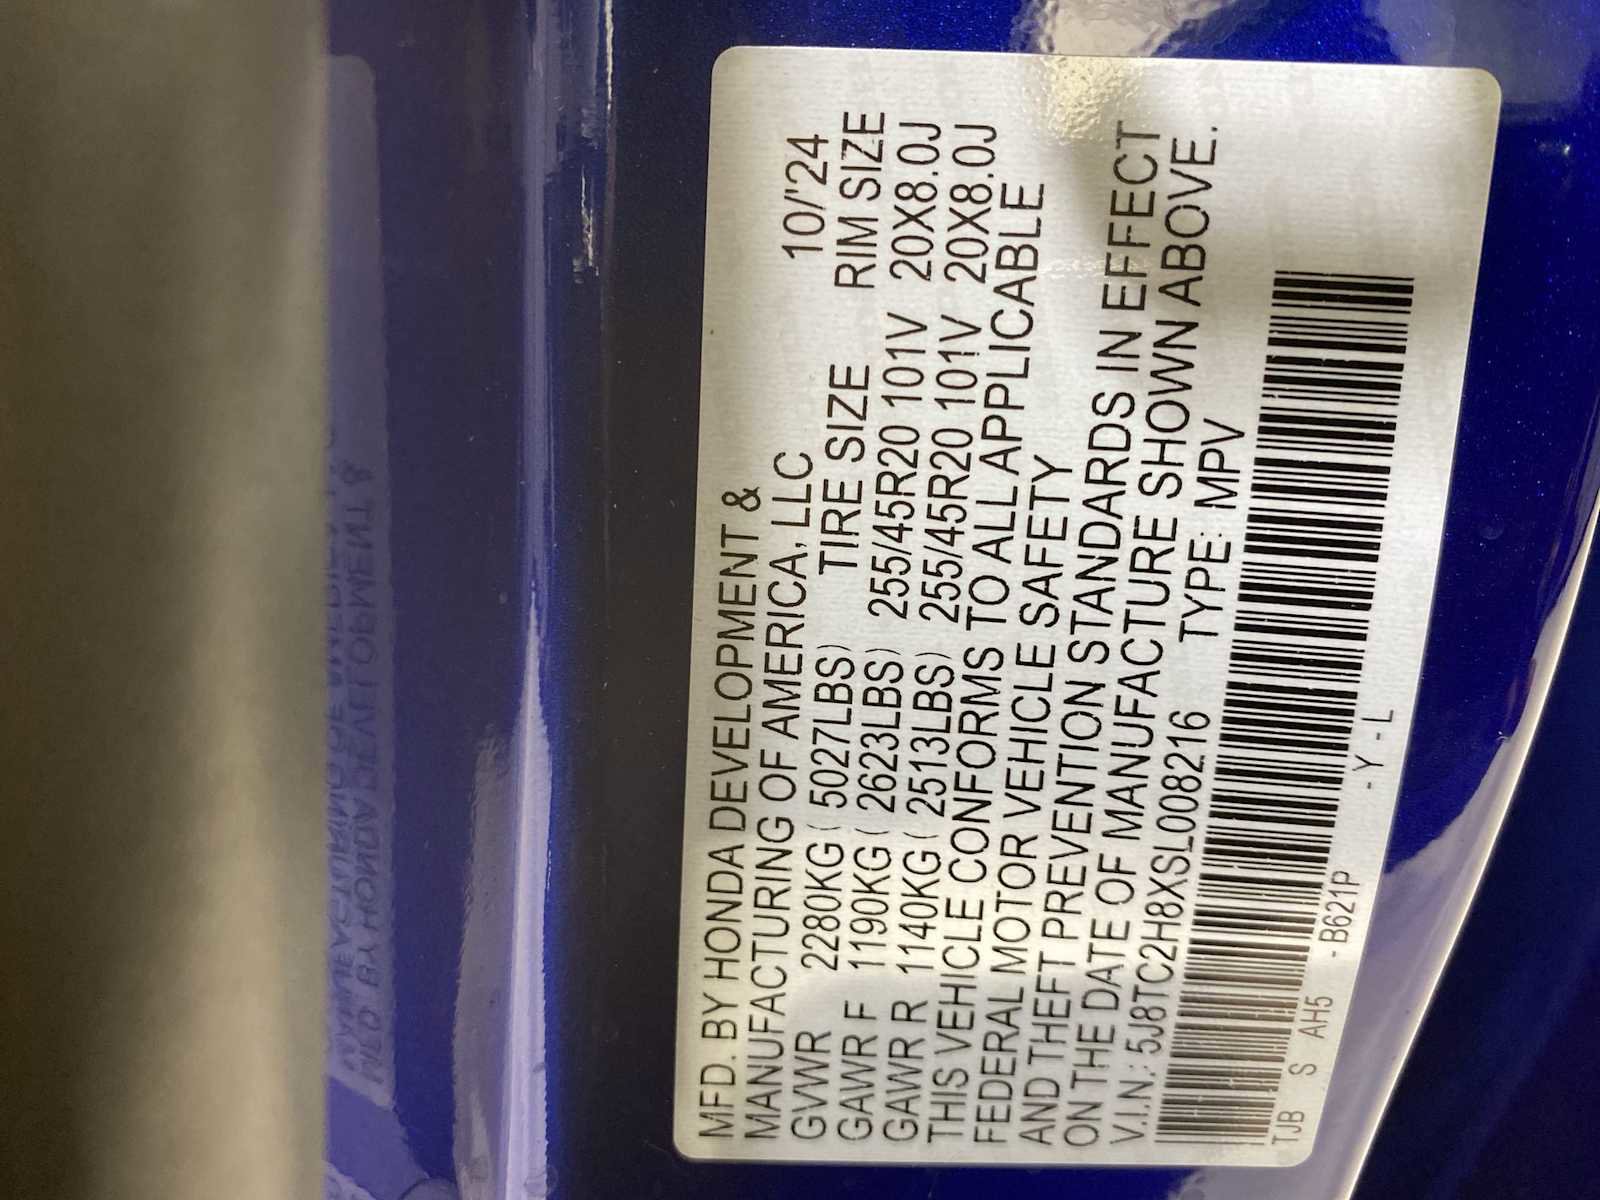 MFD. BY HONDA DEVELOPMENT &
MANUFACTURING OF AMERICA, LLC 10/'24
GVWR 2280KG ( 5027LBS) TIRE SIZE RIM SIZE
GAWR F 1190KG ( 2623LBS) 255/45R20 101V 20X8.0J
GAWR R 1140KG ( 2513LBS) 255/45R20 101V 20X8.0J
THIS VEHICLE CONFORMS TO ALL APPLICABLE
FEDERAL MOTOR VEHICLE SAFETY
AND THEFT PREVENTION STANDARDS IN EFFECT
ON THE DATE OF MANUFACTURE SHOWN ABOVE.
V.I.N.: 5J8TC2H8XSL008216 TYPE: MPV
TJB S AH5 - B621P - Y - L